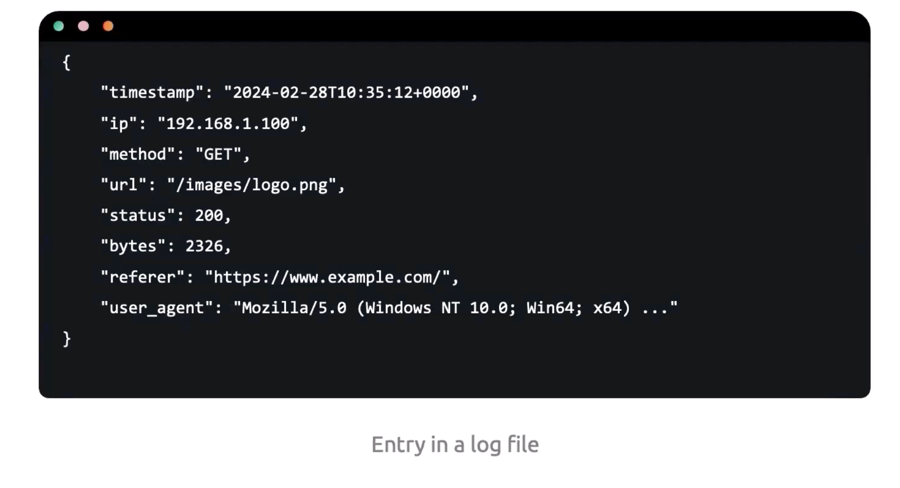 {
    "timestamp": "2024-02-28T10:35:12+0000",
    "ip": "192.168.1.100",
    "method": "GET",
    "url": "/images/logo.png",
    "status": 200,
    "bytes": 2326,
    "referer": "https://www.example.com/",
    "user_agent": "Mozilla/5.0 (Windows NT 10.0; Win64; x64) ..."
}
Entry in a log file